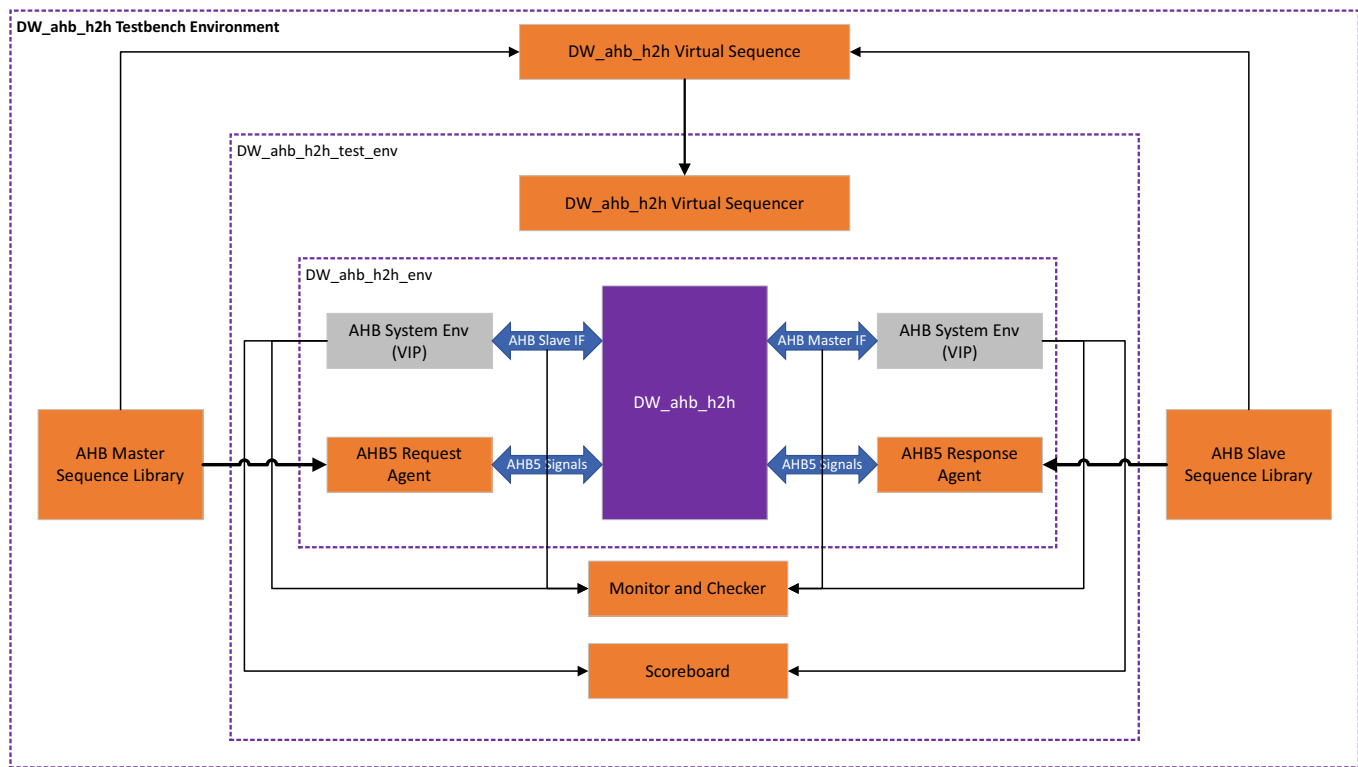 DW_ahb_h2h Testbench Environment
DW_ahb_h2h Virtual Sequence
DW_ahb_h2h_test_env
DW_ahb_h2h Virtual Sequencer
DW_ahb_h2h_env
AHB System Env
(VIP)
AHB Slave IF
AHB Master IF
AHB System Env
(VIP)
DW_ahb_h2h
AHB Master
Sequence Library
AHB5 Request
Agent
AHB5 Signals
AHB5 Signals
AHB5 Response
Agent
AHB Slave
Sequence Library
Monitor and Checker
Scoreboard